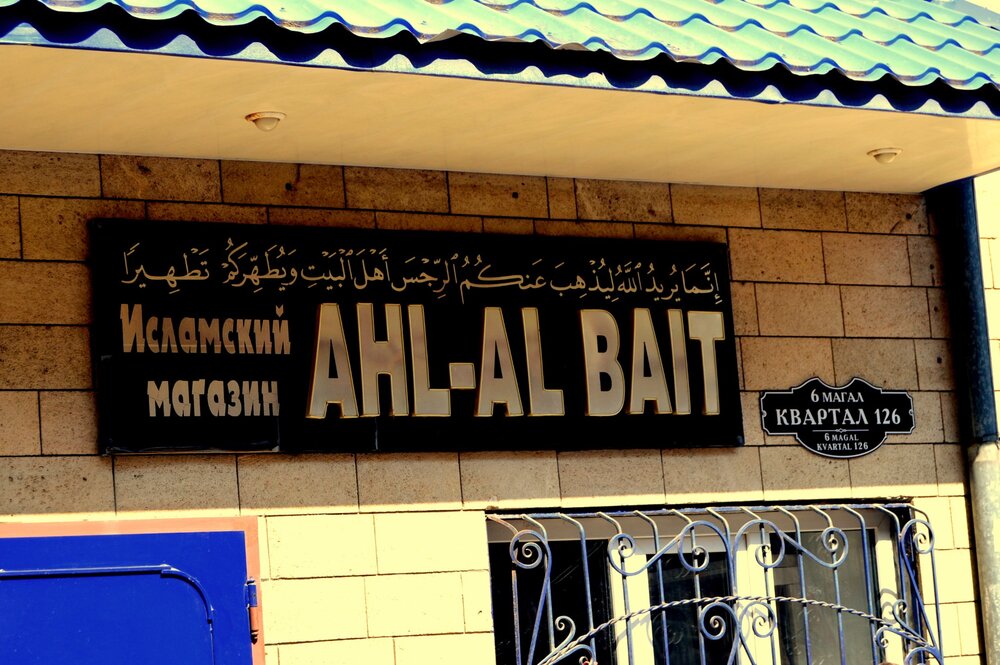 إِنَّمَا يُرِيدُ اللَّهُ لِيُذْهِبَ عَنكُمُ الرِّجْسَ أَهْلَ الْبَيْتِ وَيُطَهِّرَكُمْ تَطْهِيرًا
Исламский
магазин
AHL-AL BAIT
6 МАГАЛ
КВАРТАЛ 126
6 MAGAL
KVARTAL 126